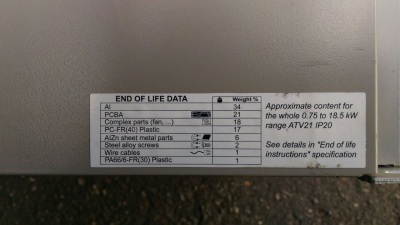 END OF LIFE DATA Weight %
Al 34
PCBA 21
Complex parts (fan, ...) 18
PC-FR(40) Plastic 17
AlZn sheet metal parts 6
Steel alloy screws 2
Wire cables 1
PA66/6-FR(30) Plastic 1
Approximate content for
the whole 0.75 to 18.5 kW
range ATV21 IP20
See details in "End of life
instructions" specification